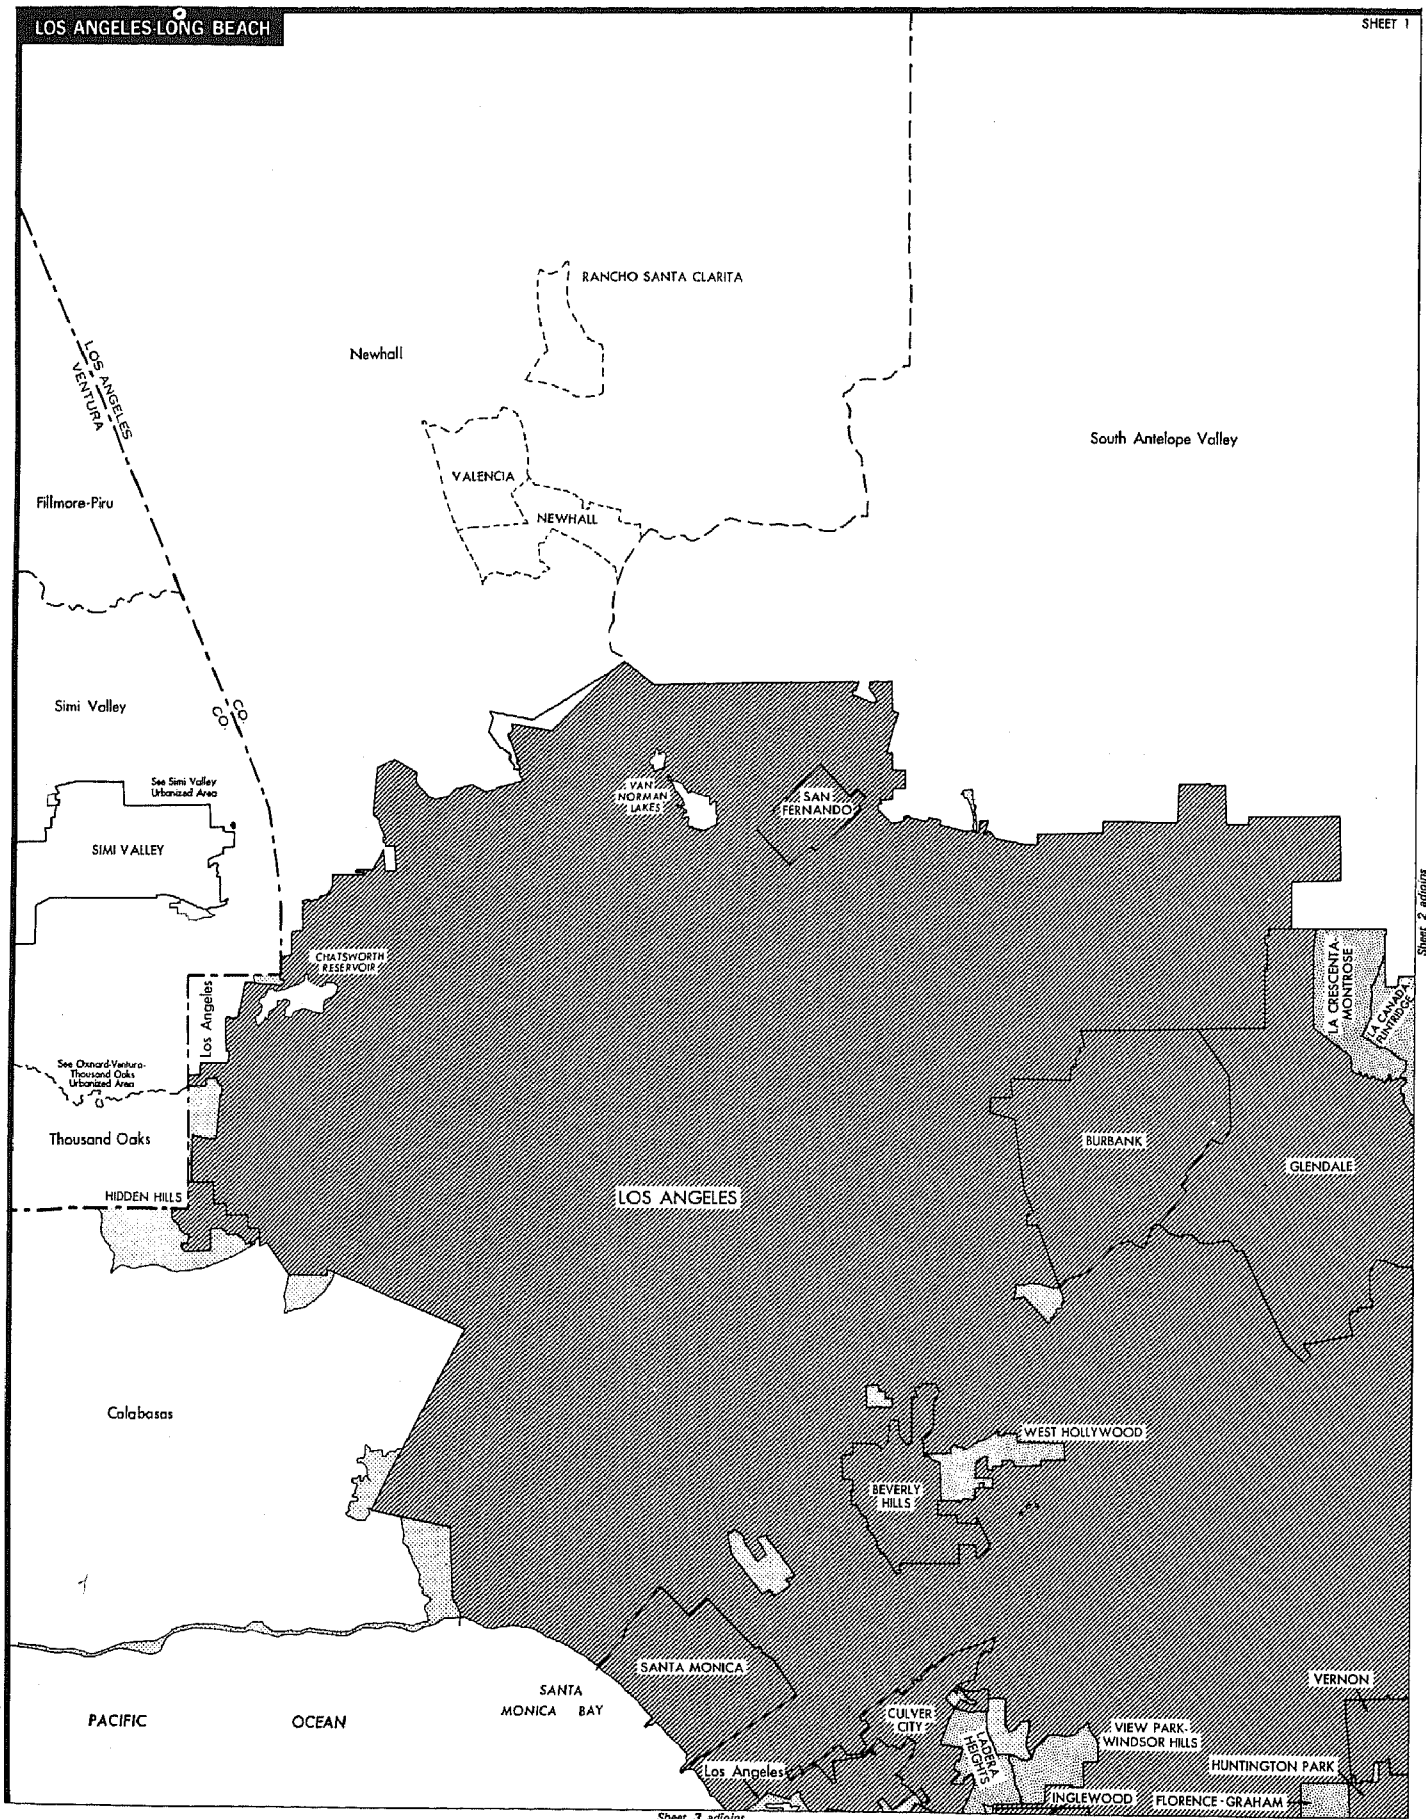 LOS ANGELES-LONG BEACH
SHEET 1
RANCHO SANTA CLARITA
Newhall
LOS ANGELES
VENTURA
South Antelope Valley
VALENCIA
Fillmore-Piru
NEWHALL
Simi Valley
CO.
CO.
See Simi Valley
Urbanized Area
VAN
NORMAN
LAKES
SAN
FERNANDO
SIMI VALLEY
Sheet 2 adjoins
CHATSWORTH
RESERVOIR
LA CRESCENTA-
MONTROSE
LA CANADA
FLINTRIDGE
Los Angeles
See Oxnard-Ventura-
Thousand Oaks
Urbanized Area
Thousand Oaks
BURBANK
GLENDALE
HIDDEN HILLS
LOS ANGELES
Calabasas
WEST HOLLYWOOD
BEVERLY
HILLS
SANTA MONICA
VERNON
SANTA
MONICA BAY
PACIFIC OCEAN
CULVER
CITY
LADERA
HEIGHTS
VIEW PARK-
WINDSOR HILLS
Los Angeles
HUNTINGTON PARK
INGLEWOOD
FLORENCE-GRAHAM
Sheet 3 adjoins